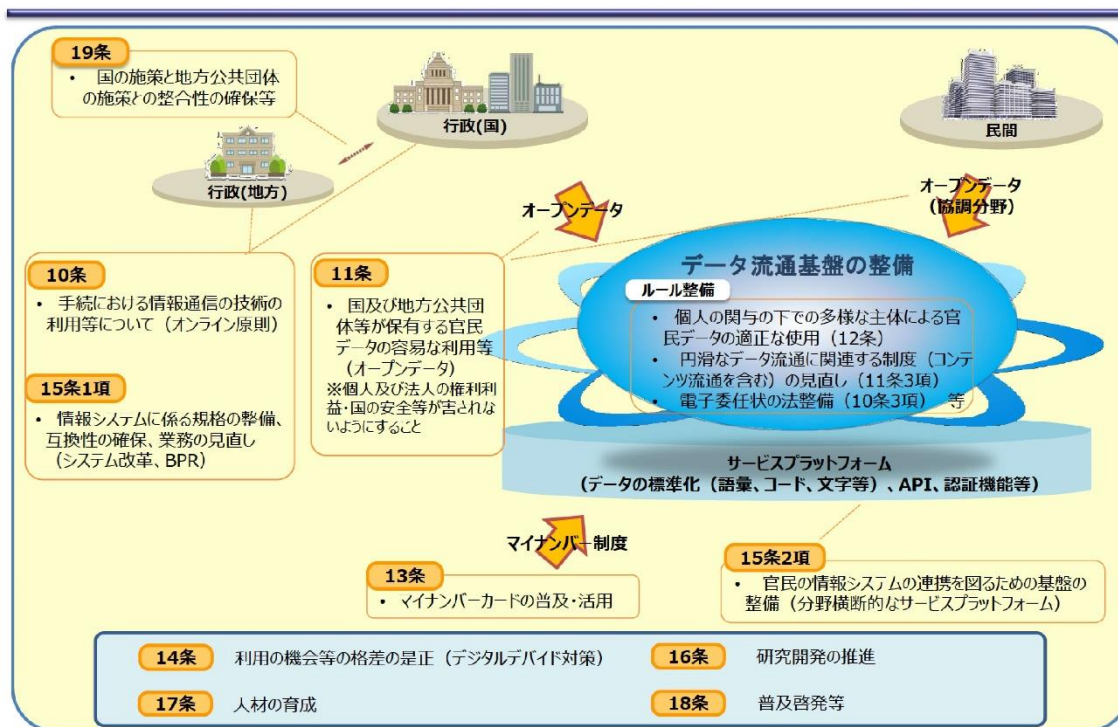 19条
• 国の施策と地方公共団体
の施策との整合性の確保等
行政(国)
民間
行政(地方)
オープンデータ
オープンデータ
（協調分野）
10条
• 手続における情報通信の技術の
利用等について（オンライン原則）
15条1項
• 情報システムに係る規格の整備、
互換性の確保、業務の見直し
（システム改革、BPR）
11条
• 国及び地方公共団
体等が保有する官民
データの容易な利用等
（オープンデータ）
※個人及び法人の権利利
益・国の安全等が害されな
いようにすること
データ流通基盤の整備
ルール整備
• 個人の関与の下での多様な主体による官
民データの適正な使用（12条）
• 円滑なデータ流通に関連する制度（コンテ
ンツ流通を含む）の見直し（11条3項）
• 電子委任状の法整備（10条3項） 等
サービスプラットフォーム
（データの標準化（語彙、コード、文字等）、API、認証機能等）
マイナンバー制度
13条
• マイナンバーカードの普及・活用
15条2項
• 官民の情報システムの連携を図るための基盤の
整備（分野横断的なサービスプラットフォーム）
14条 利用の機会等の格差の是正（デジタルデバイド対策）
16条 研究開発の推進
17条 人材の育成
18条 普及啓発等